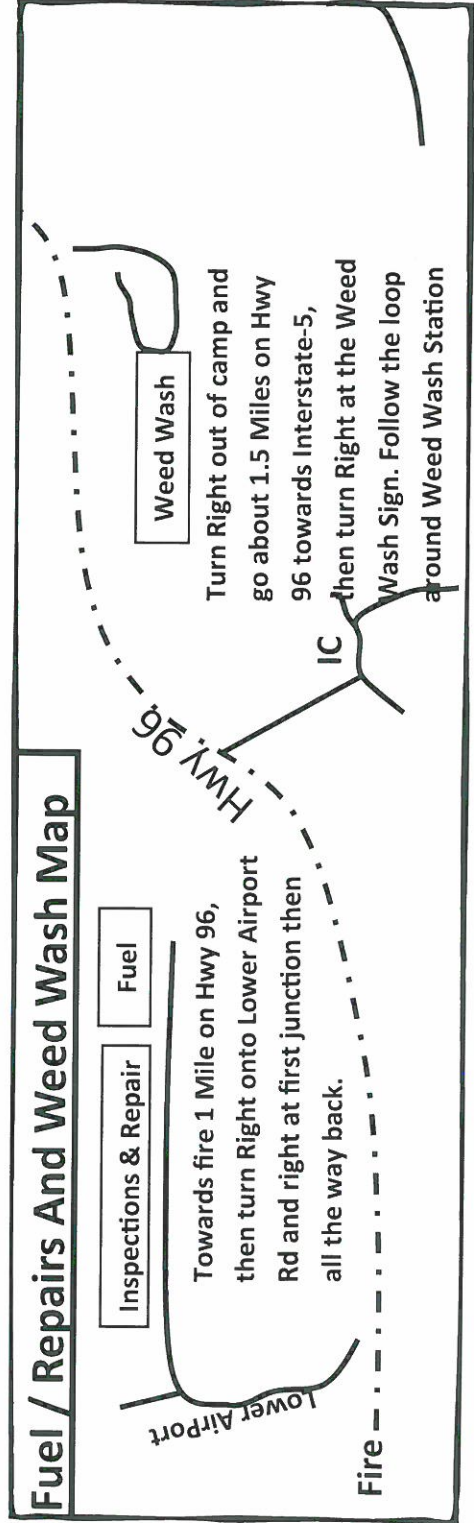 Fuel / Repairs And Weed Wash Map
Inspections & Repair
Fuel
Towards fire 1 Mile on Hwy 96,
then turn Right onto Lower Airport
Rd and right at first junction then
all the way back.
Lower AirPort
Fire
Hwy 96
IC
Weed Wash
Turn Right out of camp and
go about 1.5 Miles on Hwy
96 towards Interstate-5,
then turn Right at the Weed
Wash Sign. Follow the loop
around Weed Wash Station